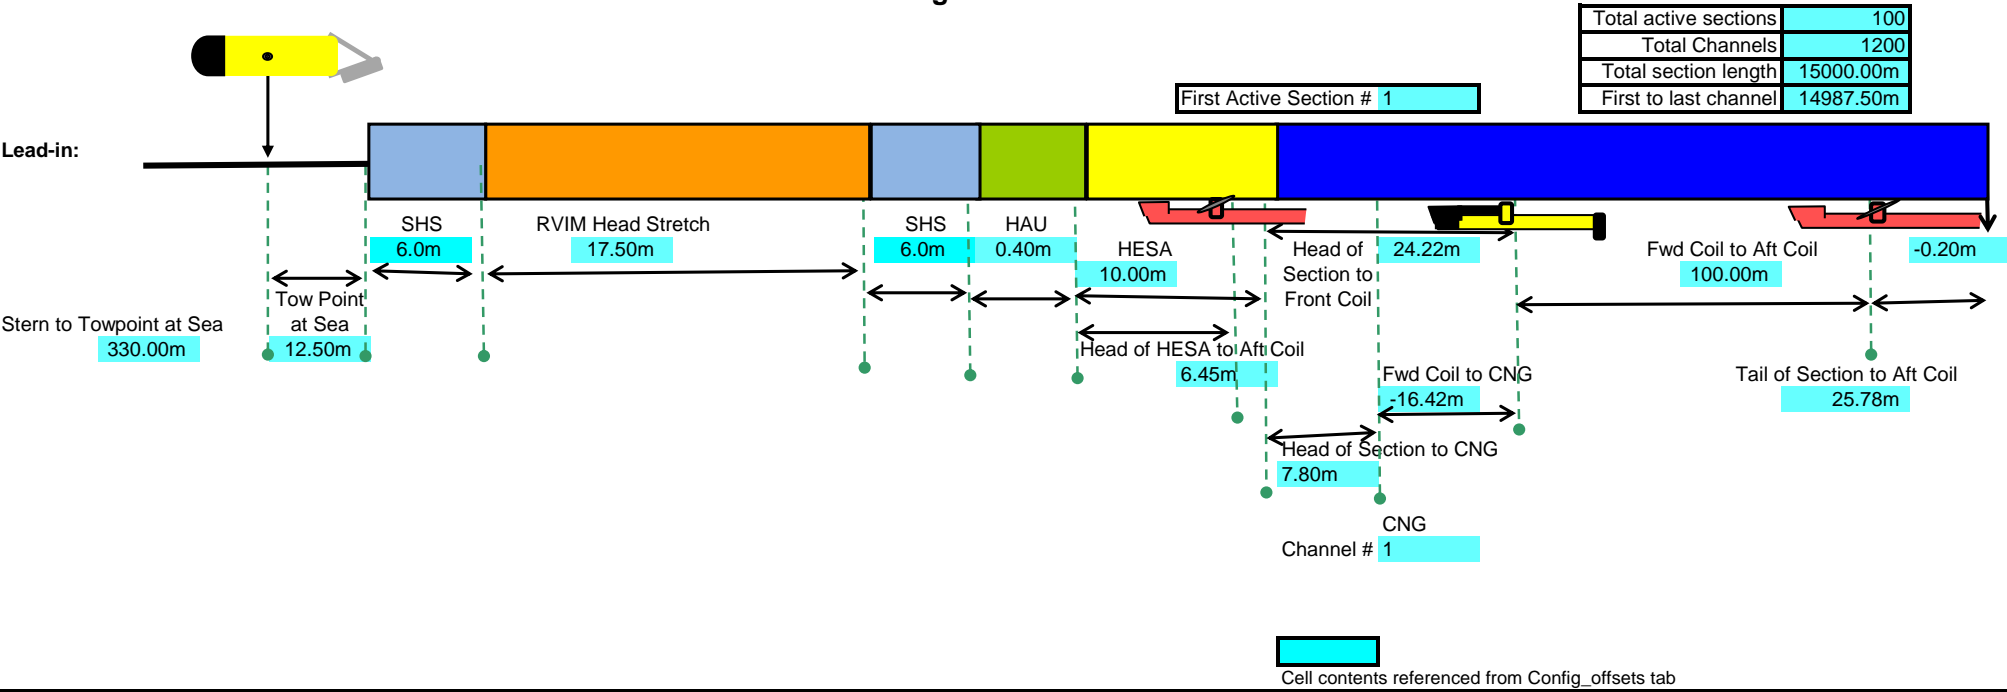 Total active sections 100
Total Channels 1200
Total section length 15000.00m
First to last channel 14987.50m
First Active Section # 1
Lead-in:
SHS
6.0m
RVIM Head Stretch
17.50m
SHS
6.0m
HAU
0.40m
HESA
10.00m
Head of
Section to
Front Coil
24.22m
Fwd Coil to Aft Coil
100.00m
-0.20m
Stern to Towpoint at Sea
330.00m
Tow Point
at Sea
12.50m
Head of HESA to Aft Coil
6.45m
Fwd Coil to CNG
-16.42m
Tail of Section to Aft Coil
25.78m
Head of Section to CNG
7.80m
CNG
Channel # 1
Cell contents referenced from Config_offsets tab